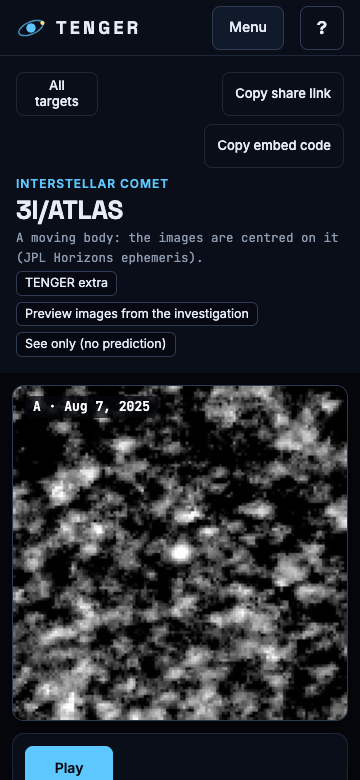 TENGER
Menu
?
All
targets
Copy share link
Copy embed code
INTERSTELLAR COMET
3I/ATLAS
A moving body: the images are centred on it
(JPL Horizons ephemeris).
TENGER extra
Preview images from the investigation
See only (no prediction)
A · Aug 7, 2025
Play